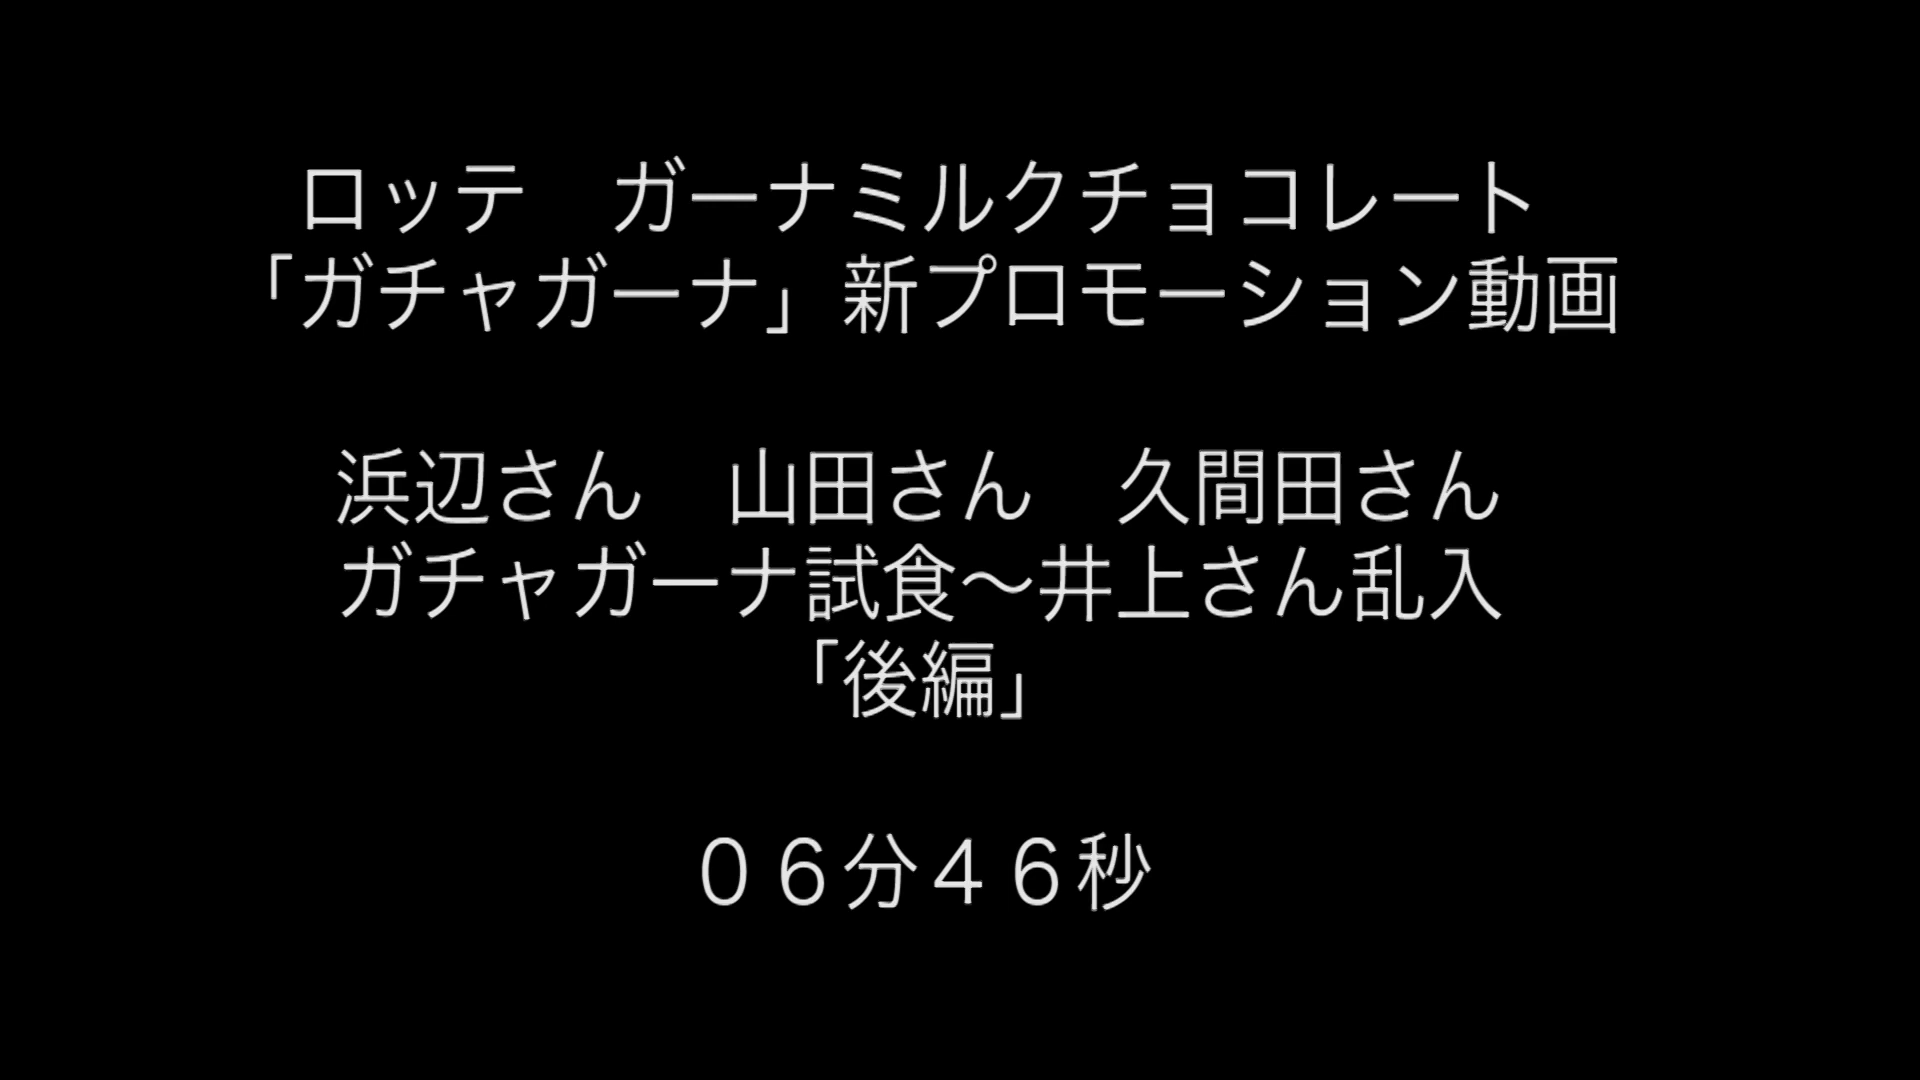 ロッテ　ガーナミルクチョコレート
「ガチャガーナ」新プロモーション動画
浜辺さん　山田さん　久間田さん
ガチャガーナ試食～井上さん乱入
「後編」
０６分４６秒